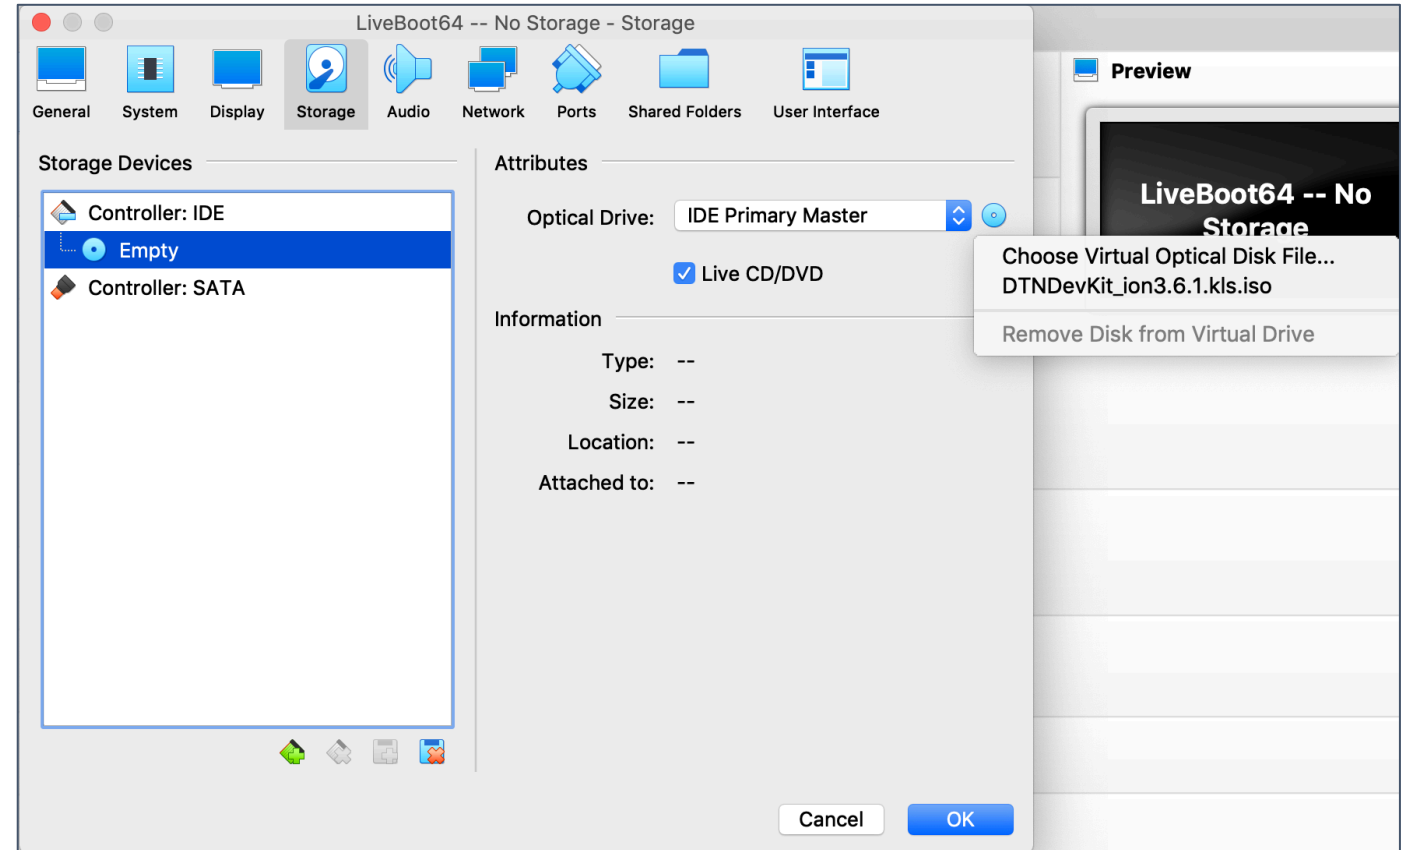 LiveBoot64 -- No Storage - Storage
General
System
Display
Storage
Audio
Network
Ports
Shared Folders
User Interface
Storage Devices
Controller: IDE
Empty
Controller: SATA
Attributes
Optical Drive: IDE Primary Master
Live CD/DVD
Information
Type: --
Size: --
Location: --
Attached to: --
Cancel
OK
Preview
LiveBoot64 -- No
Storage
Choose Virtual Optical Disk File...
DTNDevKit_ion3.6.1.kls.iso
Remove Disk from Virtual Drive